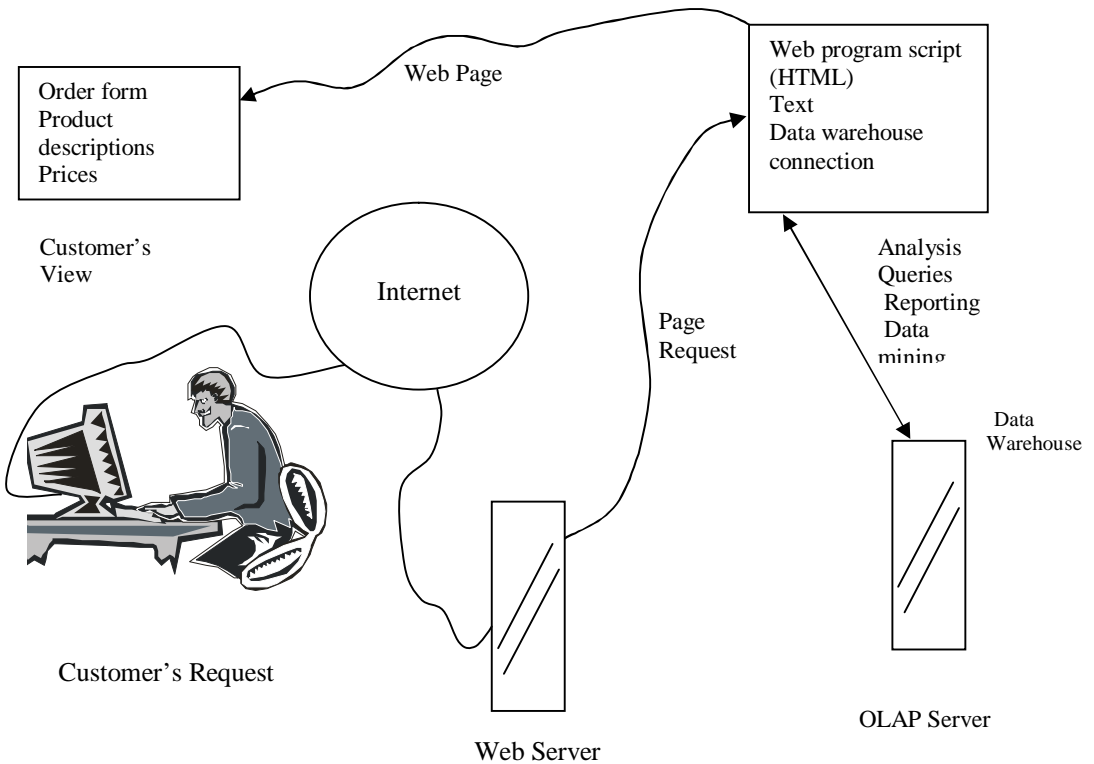 Web Page
Order form
Product
descriptions
Prices
Customer's
View
Web program script
(HTML)
Text
Data warehouse
connection
Internet
Page
Request
Analysis
Queries
Reporting
Data
mining
Data
Warehouse
Customer's Request
Web Server
OLAP Server